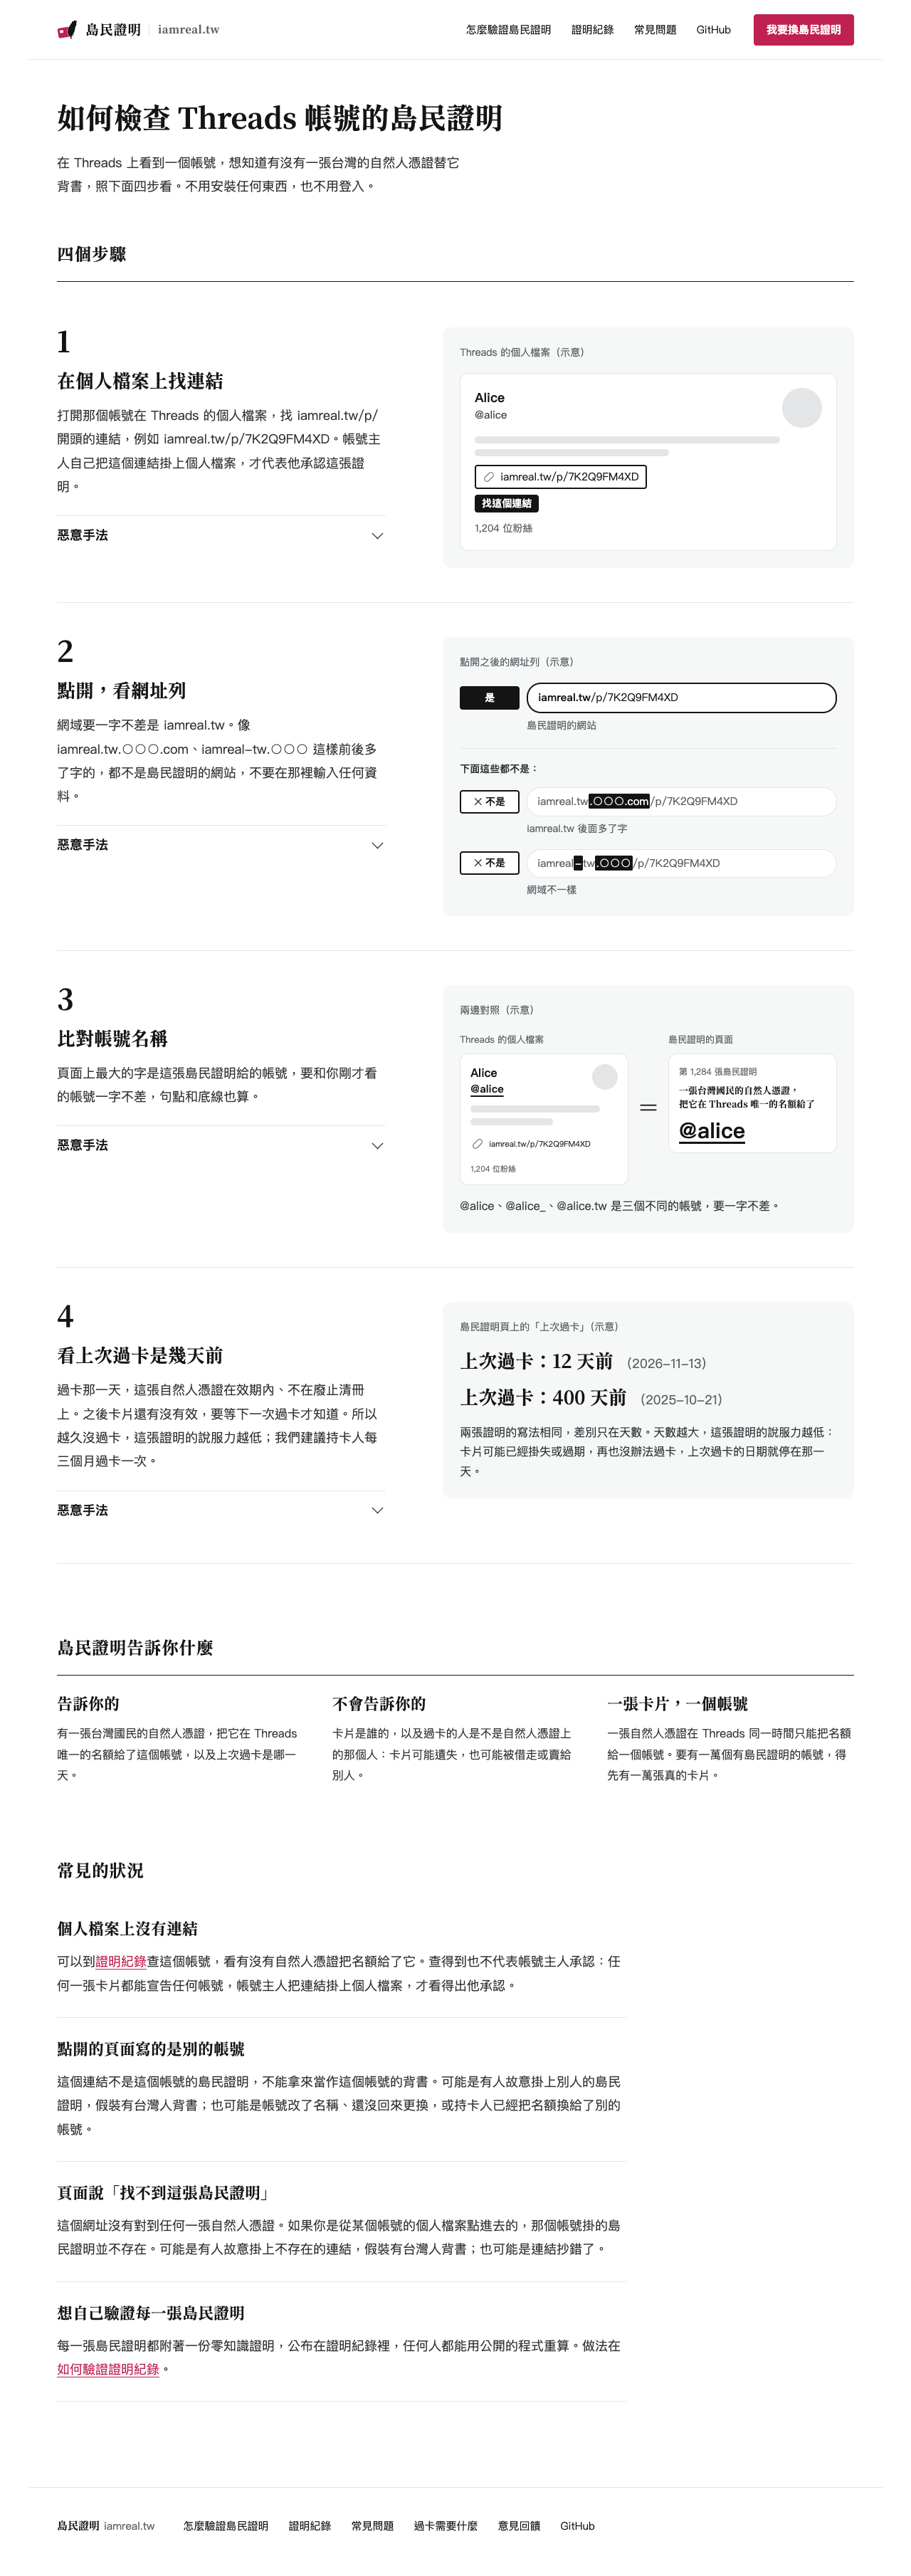 島民證明 iamreal.tw
怎麼驗證島民證明 證明紀錄 常見問題 GitHub 我要換島民證明
如何檢查 Threads 帳號的島民證明
在 Threads 上看到一個帳號，想知道有沒有一張台灣的自然人憑證替它
背書，照下面四步看。不用安裝任何東西，也不用登入。
四個步驟
1
在個人檔案上找連結
打開那個帳號在 Threads 的個人檔案，找 iamreal.tw/p/
開頭的連結，例如 iamreal.tw/p/7K2Q9FM4XD。帳號主
人自己把這個連結掛上個人檔案，才代表他承認這張證
明。
惡意手法
Threads 的個人檔案（示意）
Alice
@alice
iamreal.tw/p/7K2Q9FM4XD
找這個連結
1,204 位粉絲
2
點開，看網址列
網域要一字不差是 iamreal.tw。像
iamreal.tw.○○○.com、iamreal-tw.○○○ 這樣前後多
了字的，都不是島民證明的網站，不要在那裡輸入任何資
料。
惡意手法
點開之後的網址列（示意）
是 iamreal.tw/p/7K2Q9FM4XD
島民證明的網站
下面這些都不是：
✕ 不是 iamreal.tw.○○○.com/p/7K2Q9FM4XD
iamreal.tw 後面多了字
✕ 不是 iamreal-tw.○○○/p/7K2Q9FM4XD
網域不一樣
3
比對帳號名稱
頁面上最大的字是這張島民證明給的帳號，要和你剛才看
的帳號一字不差，句點和底線也算。
惡意手法
兩邊對照（示意）
Threads 的個人檔案
Alice
@alice
iamreal.tw/p/7K2Q9FM4XD
1,204 位粉絲
=
島民證明的頁面
第 1,284 張島民證明
一張台灣國民的自然人憑證，
把它在 Threads 唯一的名額給了
@alice
@alice、@alice_、@alice.tw 是三個不同的帳號，要一字不差。
4
看上次過卡是幾天前
過卡那一天，這張自然人憑證在效期內、不在廢止清冊
上。之後卡片還有沒有效，要等下一次過卡才知道。所以
越久沒過卡，這張證明的說服力越低；我們建議持卡人每
三個月過卡一次。
惡意手法
島民證明頁上的「上次過卡」（示意）
上次過卡：12 天前 （2026-11-13）
上次過卡：400 天前 （2025-10-21）
兩張證明的寫法相同，差別只在天數。天數越大，這張證明的說服力越低：
卡片可能已經掛失或過期，再也沒辦法過卡，上次過卡的日期就停在那一
天。
島民證明告訴你什麼
告訴你的
有一張台灣國民的自然人憑證，把它在 Threads
唯一的名額給了這個帳號，以及上次過卡是哪一
天。
不會告訴你的
卡片是誰的，以及過卡的人是不是自然人憑證上
的那個人：卡片可能遺失，也可能被借走或賣給
別人。
一張卡片，一個帳號
一張自然人憑證在 Threads 同一時間只能把名額
給一個帳號。要有一萬個有島民證明的帳號，得
先有一萬張真的卡片。
常見的狀況
個人檔案上沒有連結
可以到證明紀錄查這個帳號，看有沒有自然人憑證把名額給了它。查得到也不代表帳號主人承認：任
何一張卡片都能宣告任何帳號，帳號主人把連結掛上個人檔案，才看得出他承認。
點開的頁面寫的是別的帳號
這個連結不是這個帳號的島民證明，不能拿來當作這個帳號的背書。可能是有人故意掛上別人的島民
證明，假裝有台灣人背書；也可能是帳號改了名稱、還沒回來更換，或持卡人已經把名額換給了別的
帳號。
頁面說「找不到這張島民證明」
這個網址沒有對到任何一張自然人憑證。如果你是從某個帳號的個人檔案點進去的，那個帳號掛的島
民證明並不存在。可能是有人故意掛上不存在的連結，假裝有台灣人背書；也可能是連結抄錯了。
想自己驗證每一張島民證明
每一張島民證明都附著一份零知識證明，公布在證明紀錄裡，任何人都能用公開的程式重算。做法在
如何驗證證明紀錄。
島民證明 iamreal.tw 怎麼驗證島民證明 證明紀錄 常見問題 過卡需要什麼 意見回饋 GitHub